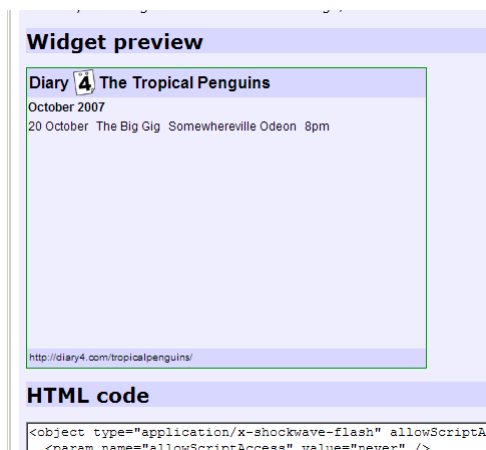 Widget preview
Diary 4 The Tropical Penguins
October 2007
20 October The Big Gig Somewhereville Odeon 8pm
http://diary4.com/tropicalpenguins/
HTML code
<object type="application/x-shockwave-flash" allowScriptA
<param name="allowScriptAccess" value="never" />